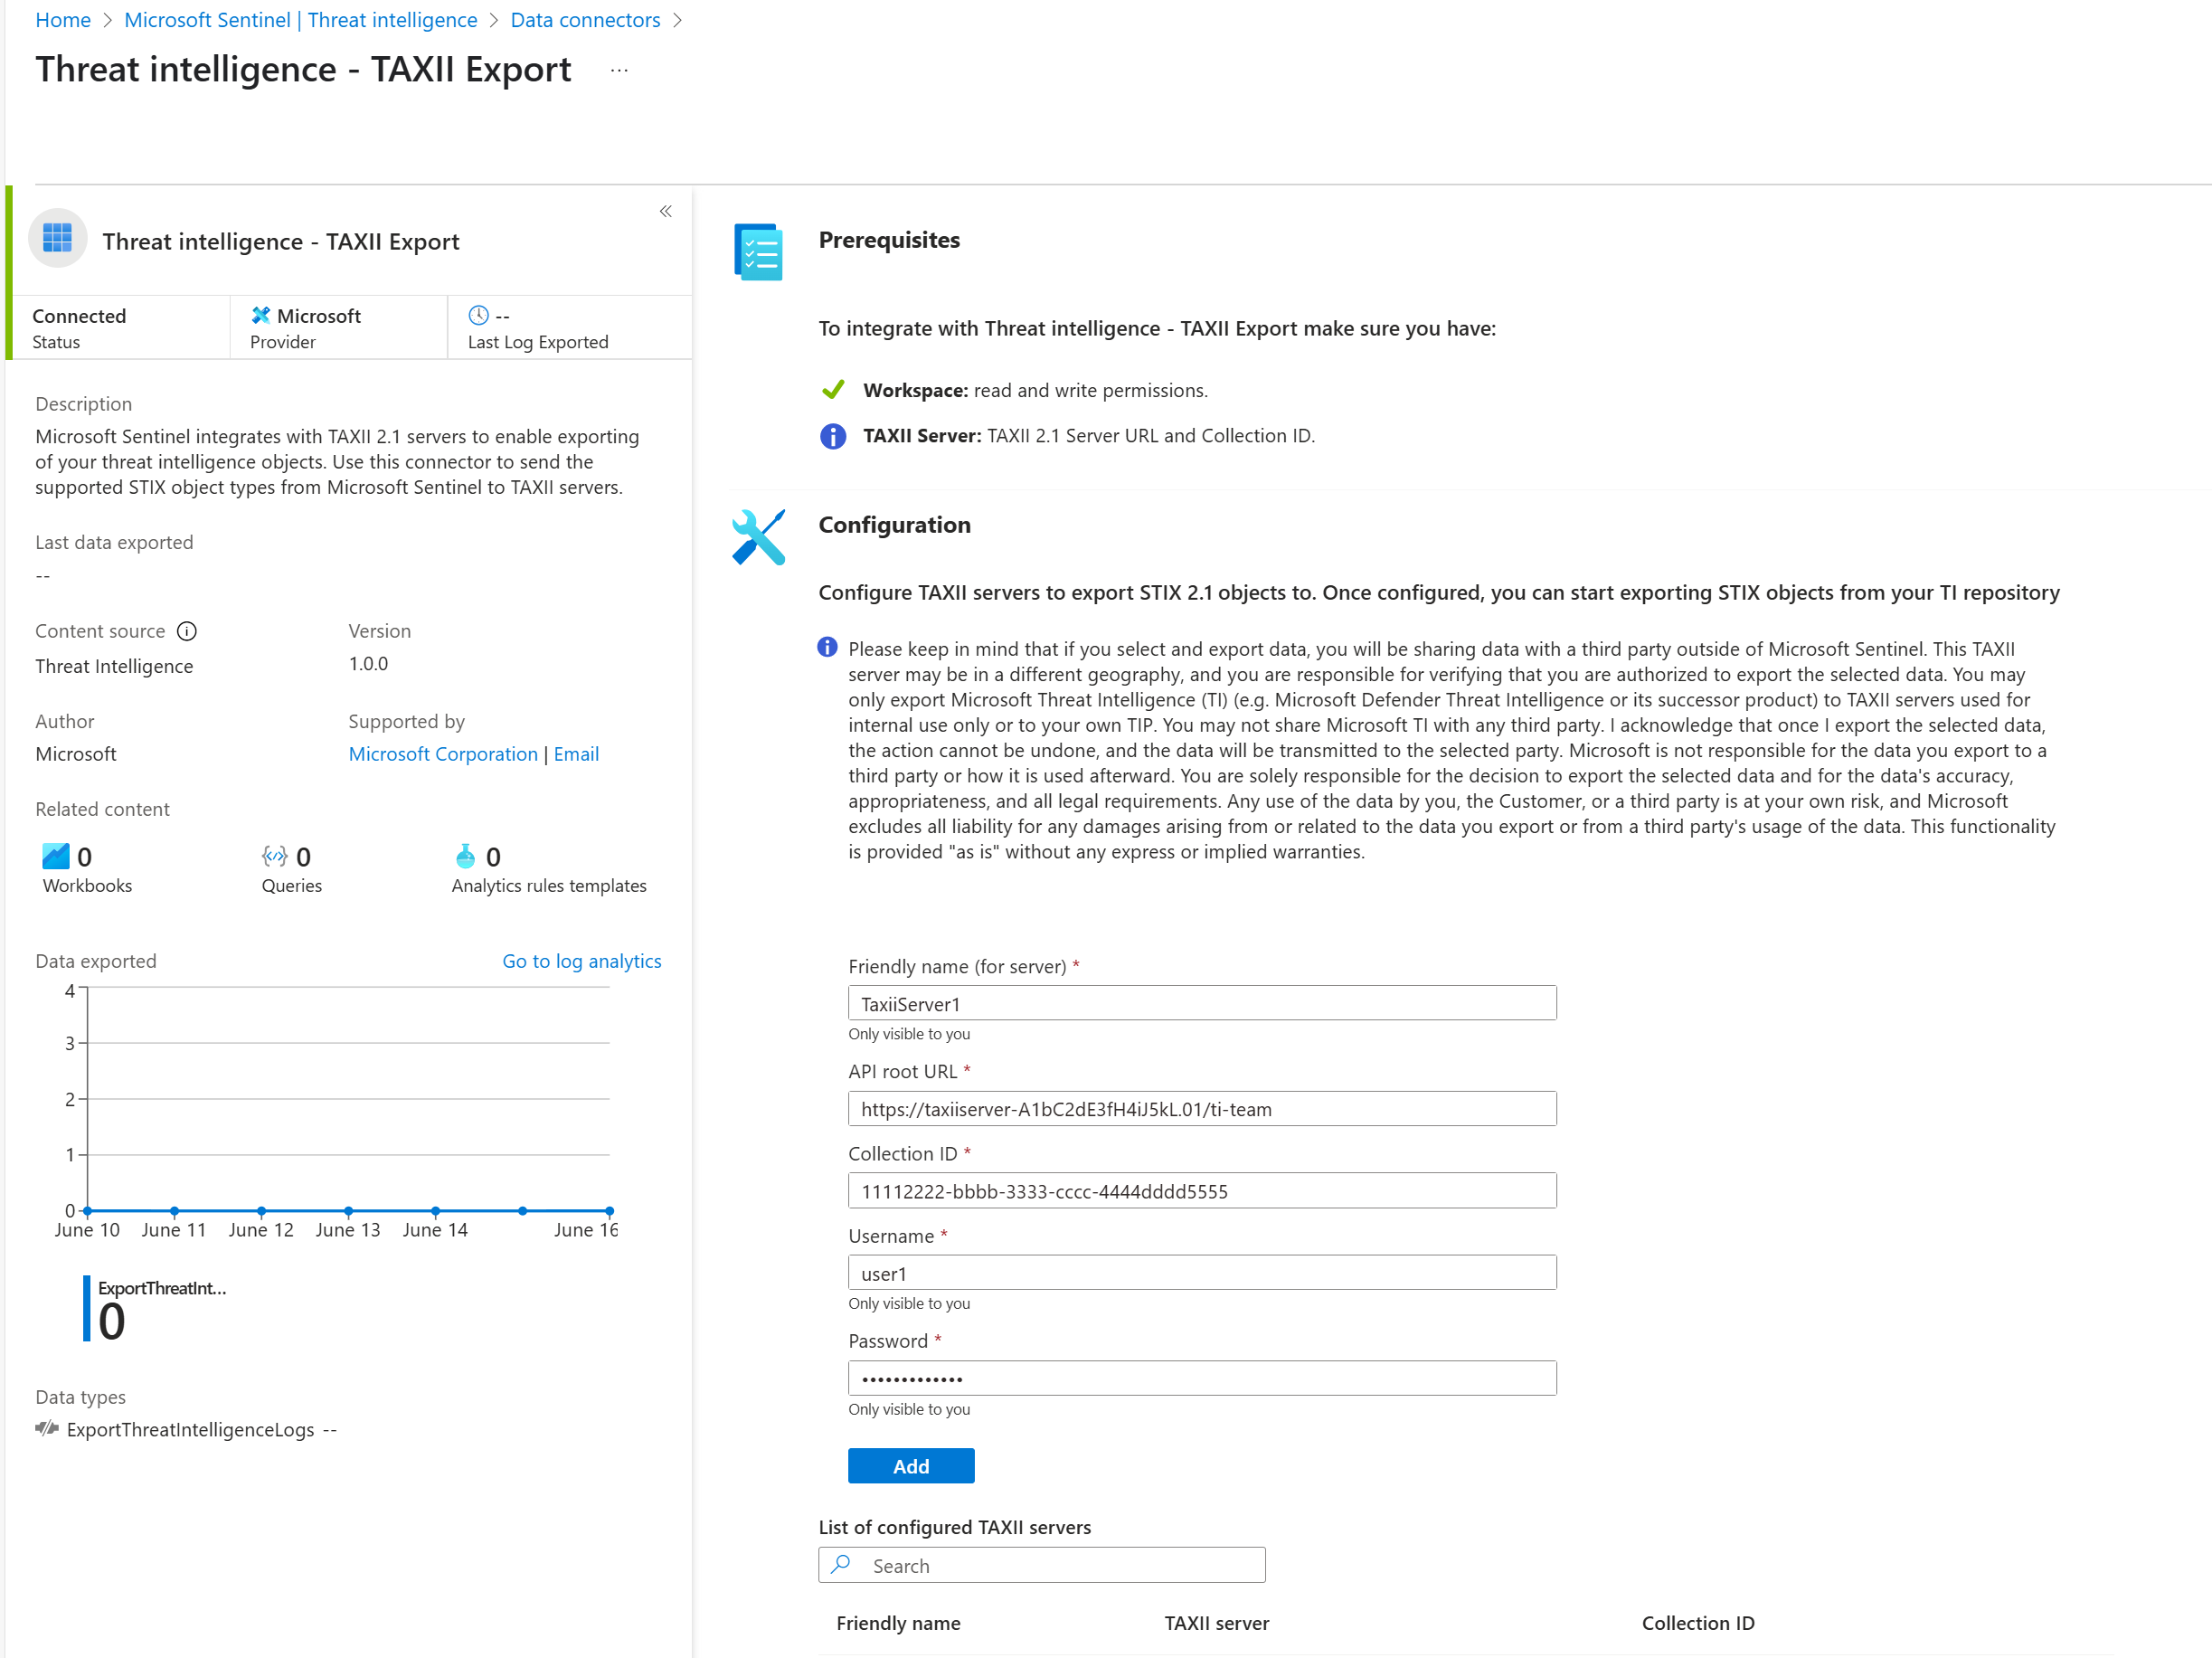 Home > Microsoft Sentinel | Threat intelligence > Data connectors >
Threat intelligence - TAXII Export ...
Threat intelligence - TAXII Export
Connected
Status
Microsoft
Provider
--
Last Log Exported
Description
Microsoft Sentinel integrates with TAXII 2.1 servers to enable exporting
of your threat intelligence objects. Use this connector to send the
supported STIX object types from Microsoft Sentinel to TAXII servers.
Last data exported
--
Content source
Threat Intelligence
Version
1.0.0
Author
Microsoft
Supported by
Microsoft Corporation | Email
Related content
0
Workbooks
0
Queries
0
Analytics rules templates
Data exported
Go to log analytics
4
3
2
1
0
June 10 June 11 June 12 June 13 June 14 June 16
ExportThreatInt...
0
Data types
ExportThreatIntelligenceLogs --
Prerequisites
To integrate with Threat intelligence - TAXII Export make sure you have:
Workspace: read and write permissions.
TAXII Server: TAXII 2.1 Server URL and Collection ID.
Configuration
Configure TAXII servers to export STIX 2.1 objects to. Once configured, you can start exporting STIX objects from your TI repository
Please keep in mind that if you select and export data, you will be sharing data with a third party outside of Microsoft Sentinel. This TAXII
server may be in a different geography, and you are responsible for verifying that you are authorized to export the selected data. You may
only export Microsoft Threat Intelligence (TI) (e.g. Microsoft Defender Threat Intelligence or its successor product) to TAXII servers used for
internal use only or to your own TIP. You may not share Microsoft TI with any third party. I acknowledge that once I export the selected data,
the action cannot be undone, and the data will be transmitted to the selected party. Microsoft is not responsible for the data you export to a
third party or how it is used afterward. You are solely responsible for the decision to export the selected data and for the data's accuracy,
appropriateness, and all legal requirements. Any use of the data by you, the Customer, or a third party is at your own risk, and Microsoft
excludes all liability for any damages arising from or related to the data you export or from a third party's usage of the data. This functionality
is provided "as is" without any express or implied warranties.
Friendly name (for server) *
TaxiiServer1
Only visible to you
API root URL *
https://taxiiserver-A1bC2dE3fH4iJ5kL.01/ti-team
Collection ID *
11112222-bbbb-3333-cccc-4444dddd5555
Username *
user1
Only visible to you
Password *
•••••••••••••
Only visible to you
Add
List of configured TAXII servers
Search
Friendly name TAXII server Collection ID